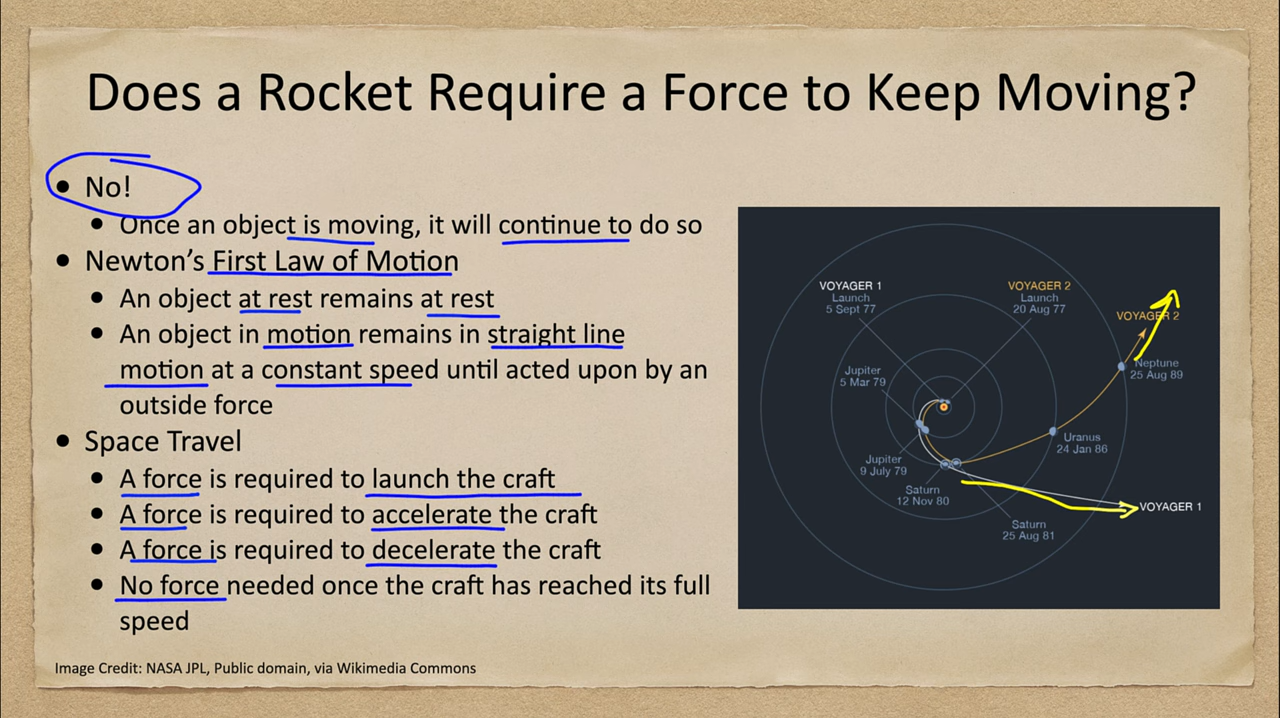 Does a Rocket Require a Force to Keep Moving?
• No!
• Once an object is moving, it will continue to do so
• Newton's First Law of Motion
• An object at rest remains at rest
• An object in motion remains in straight line
motion at a constant speed until acted upon by an
outside force
• Space Travel
• A force is required to launch the craft
• A force is required to accelerate the craft
• A force is required to decelerate the craft
• No force needed once the craft has reached its full
speed
VOYAGER 1
Launch
5 Sept 77
VOYAGER 2
Launch
20 Aug 77
VOYAGER 2
Neptune
25 Aug 89
Jupiter
5 Mar 79
Uranus
24 Jan 86
Jupiter
9 July 79
Saturn
12 Nov 80
VOYAGER 1
Saturn
25 Aug 81
Image Credit: NASA JPL, Public domain, via Wikimedia Commons